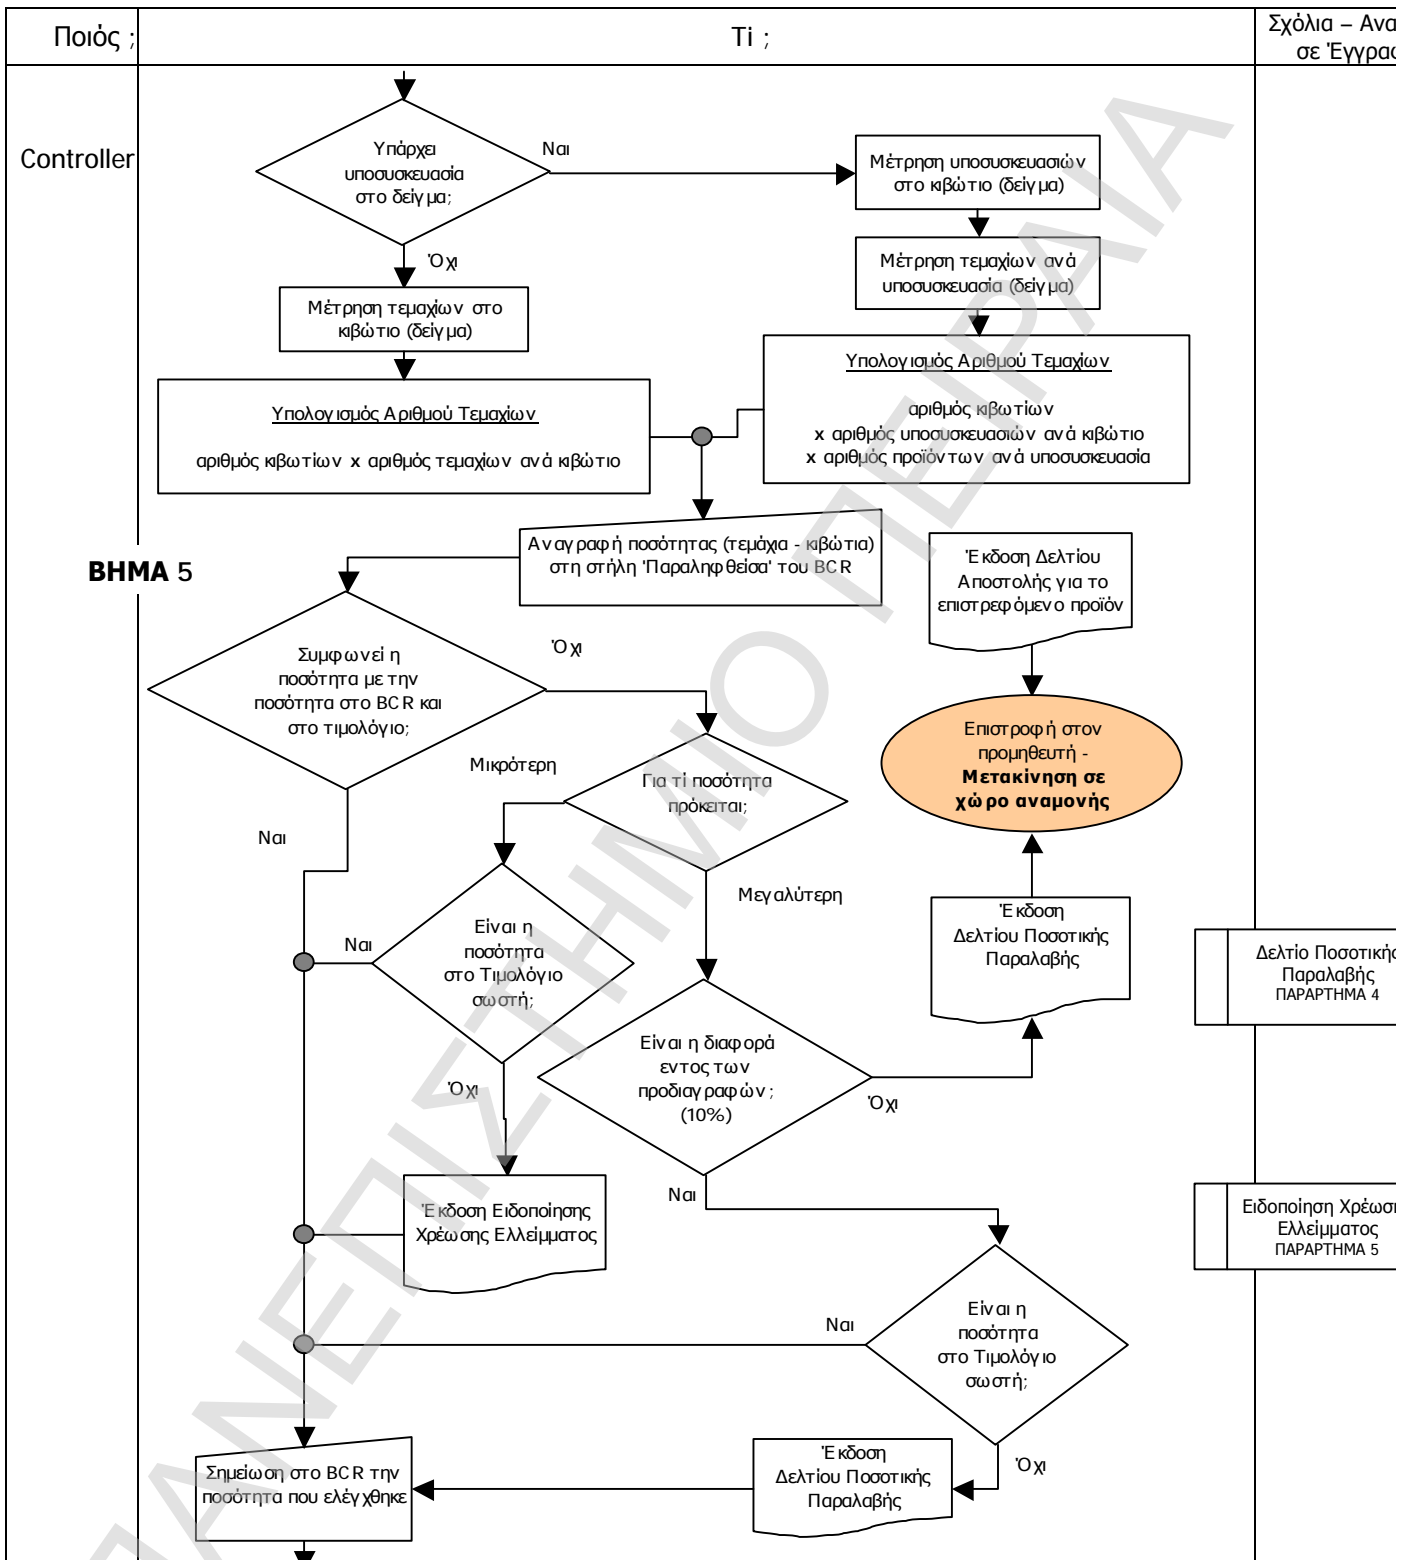 Ποιός ;
Τi ;
Σχόλια – Ανα
σε Έγγρα
Controller
Υπάρχει
υποσυσκευασία
στο δείγμα;
Ναι
Μέτρηση υποσυσκευασιών
στο κιβώτιο (δείγμα)
Όχι
Μέτρηση τεμαχίων ανά
υποσυσκευασία (δείγμα)
Μέτρηση τεμαχίων στο
κιβώτιο (δείγμα)
Υπολογισμός Αριθμού Τεμαχίων
αριθμός κιβωτίων
x αριθμός υποσυσκευασιών ανά κιβώτιο
x αριθμός προϊόντων ανά υποσυσκευασία
Υπολογισμός Αριθμού Τεμαχίων
αριθμός κιβωτίων x αριθμός τεμαχίων ανά κιβώτιο
Αναγραφή ποσότητας (τεμάχια - κιβώτια)
στη στήλη 'Παραληφθείσα' του BCR
ΒΗΜΑ 5
Έκδοση Δελτίου
Αποστολής για το
επιστρεφόμενο προϊόν
Συμφωνεί η
ποσότητα με την
ποσότητα στο BCR και
στο τιμολόγιο;
Όχι
Επιστροφή στον
προμηθευτή -
Μετακίνηση σε
χώρο αναμονής
Μικρότερη
Για τί ποσότητα
πρόκειται;
Ναι
Μεγαλύτερη
Έκδοση
Δελτίου Ποσοτικής
Παραλαβής
Είναι η
ποσότητα
στο Τιμολόγιο
σωστή;
Ναι
Δελτίο Ποσοτικής
Παραλαβής
ΠΑΡΑΡΤΗΜΑ 4
Είναι η διαφορά
εντος των
προδιαγραφών ;
(10%)
Όχι
Όχι
Ναι
Έκδοση Ειδοποίησης
Χρέωσης Ελλείμματος
Ειδοποίηση Χρέωση
Ελλείμματος
ΠΑΡΑΡΤΗΜΑ 5
Ναι
Είναι η
ποσότητα
στο Τιμολόγιο
σωστή;
Όχι
Έκδοση
Δελτίου Ποσοτικής
Παραλαβής
Σημείωση στο BCR την
ποσότητα που ελέγχθηκε
ΠΑΝΕΠΙΣΤΗΜΙΟ ΠΕΙΡΑΙΑ